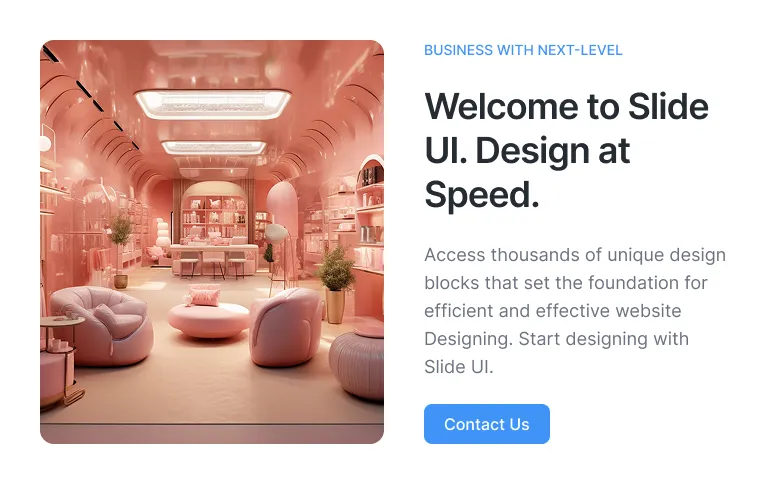 BUSINESS WITH NEXT-LEVEL
Welcome to Slide
UI. Design at
Speed.
Access thousands of unique design
blocks that set the foundation for
efficient and effective website
Designing. Start designing with
Slide UI.
Contact Us